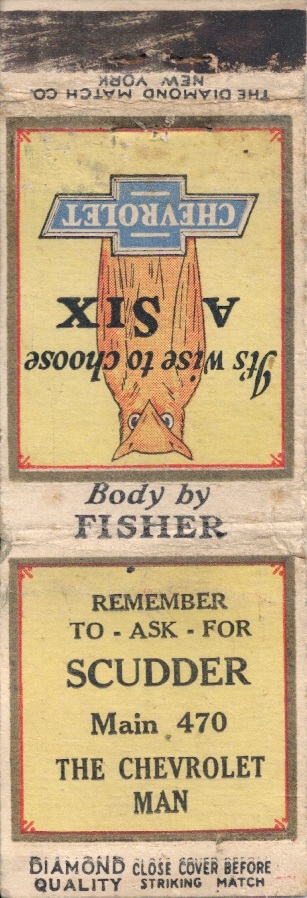 THE DIAMOND MATCH CO.
NEW YORK
It's wise to choose
A SIX
CHEVROLET
Body by
FISHER
REMEMBER
TO - ASK - FOR
SCUDDER
Main 470
THE CHEVROLET
MAN
DIAMOND QUALITY
CLOSE COVER BEFORE
STRIKING MATCH